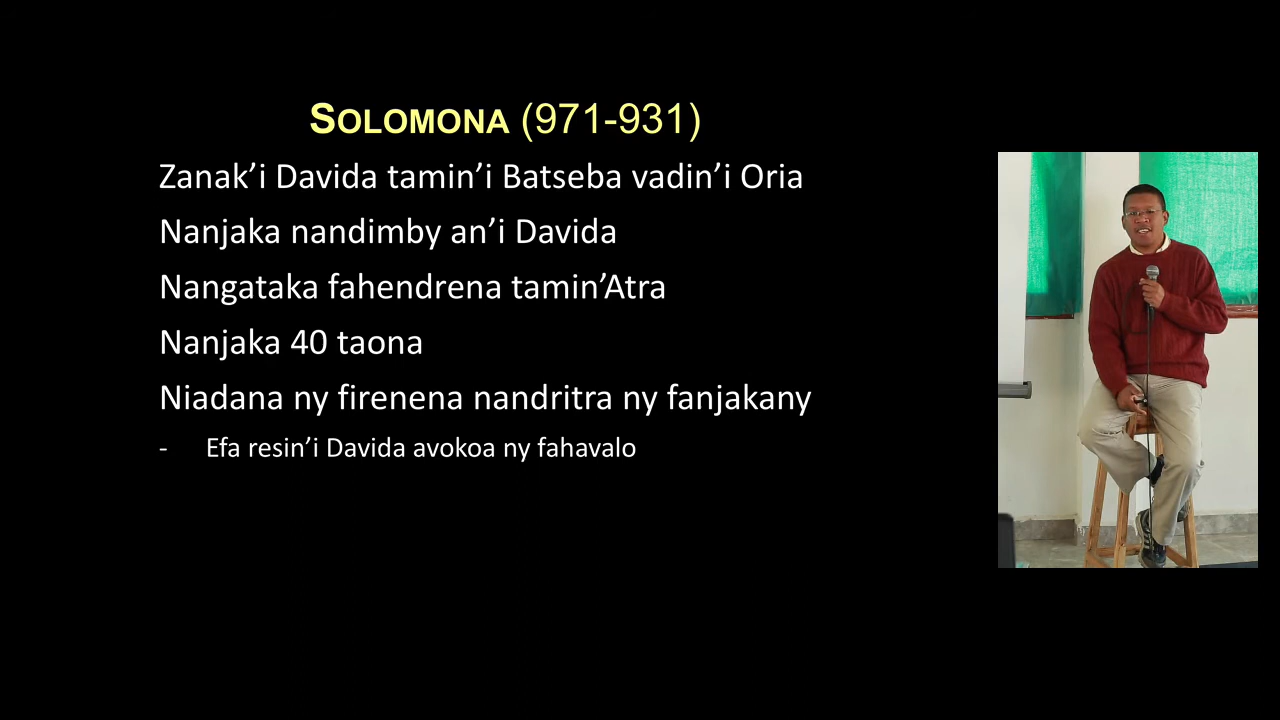 SOLOMONA (971-931)
Zanak’i Davida tamin’i Batseba vadin’i Oria
Nanjaka nandimby an’i Davida
Nangataka fahendrena tamin’Atra
Nanjaka 40 taona
Niadana ny firenena nandritra ny fanjakany
- Efa resin’i Davida avokoa ny fahavalo